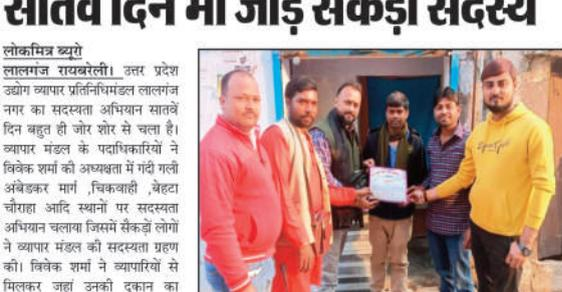 सातवें दिन भी जोड़े सैकड़ों सदस्य
लोकमित्र ब्यूरो
लालगंज रायबरेली। उत्तर प्रदेश
उद्योग व्यापार प्रतिनिधिमंडल लालगंज
नगर का सदस्यता अभियान सातवें
दिन बहुत ही जोर शोर से चला है।
व्यापार मंडल के पदाधिकारियों ने
विवेक शर्मा की अध्यक्षता में गंदी गली
अंबेडकर मार्ग ,चिकवाही ,बेहटा
चौराहा आदि स्थानों पर सदस्यता
अभियान चलाया जिसमें सैकड़ों लोगों
ने व्यापार मंडल की सदस्यता ग्रहण
की। विवेक शर्मा ने व्यापारियों से
मिलकर जहां उनकी दुकान का